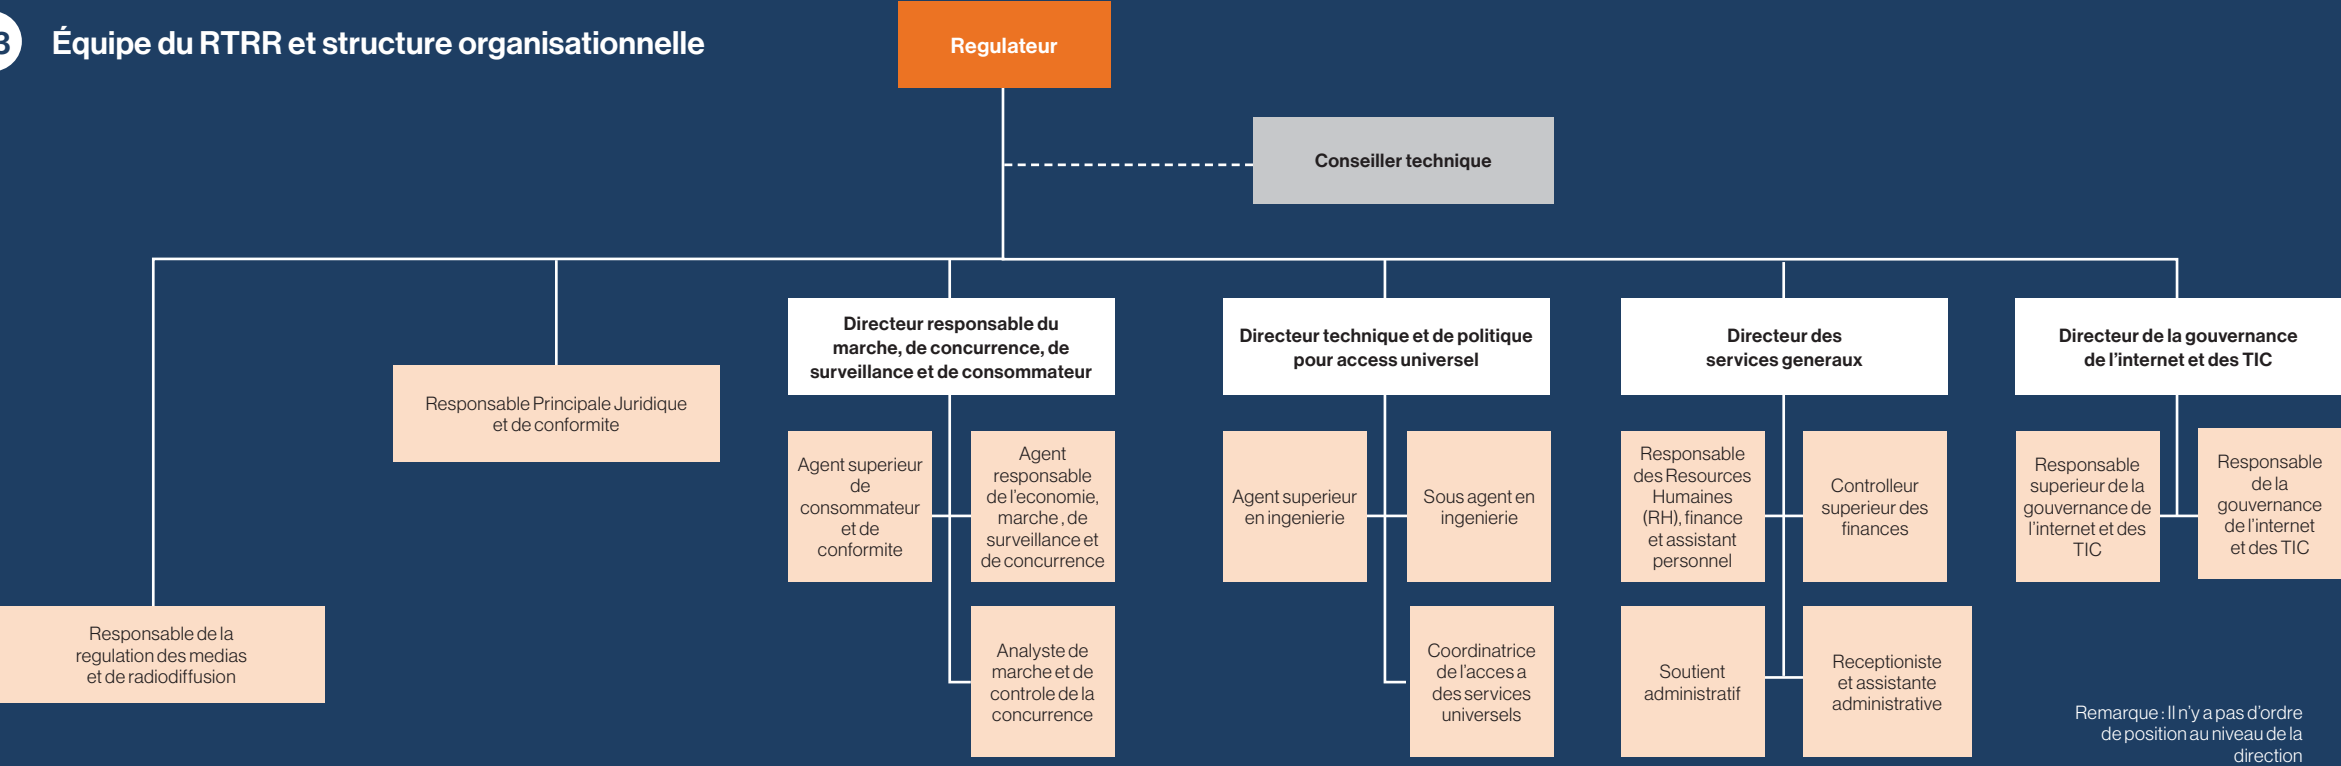 3
Équipe du RTRR et structure organisationnelle
Regulateur
Conseiller technique
Directeur responsable du
marche, de concurrence, de
surveillance et de consommateur
Directeur technique et de politique
pour access universel
Directeur des
services generaux
Directeur de la gouvernance
de l'internet et des TIC
Responsable Principale Juridique
et de conformite
Agent superieur
de
consommateur
et de
conformite
Agent
responsable
de l'economie,
marche , de
surveillance et
de concurrence
Agent superieur
en ingenierie
Sous agent en
ingenierie
Responsable
des Resources
Humaines
(RH), finance
et assistant
personnel
Controlleur
superieur des
finances
Responsable
superieur de la
gouvernance de
l'internet et des
TIC
Responsable
de la
gouvernance
de l'internet
et des TIC
Responsable de la
regulation des medias
et de radiodiffusion
Analyste de
marche et de
controle de la
concurrence
Coordinatrice
de l'acces a
des services
universels
Soutient
administratif
Receptioniste
et assistante
administrative
Remarque : Il n'y a pas d'ordre
de position au niveau de la
direction